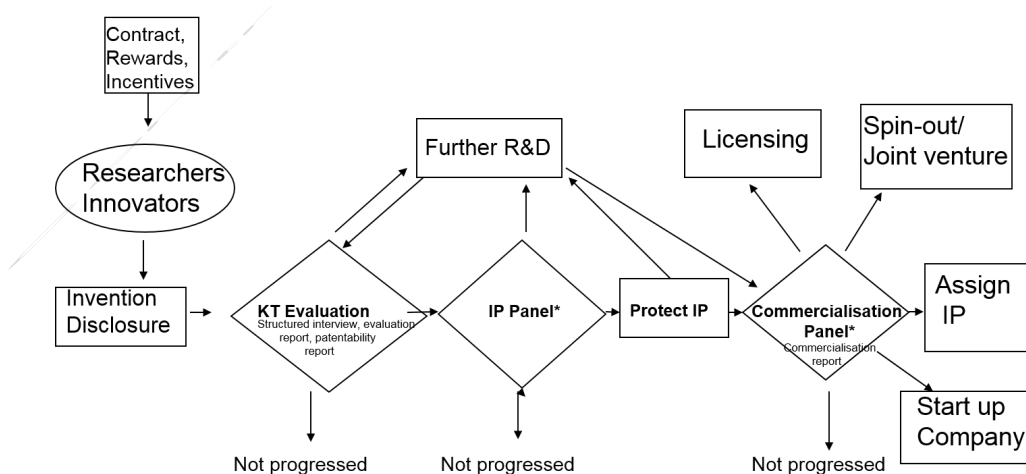 Contract,
Rewards,
Incentives
Researchers
Innovators
Invention
Disclosure
KT Evaluation
Structured interview, evaluation
report, patentability
report
Not progressed
Further R&D
IP Panel*
Not progressed
Protect IP
Commercialisation
Panel*
Commercialisation
report
Not progressed
Licensing
Spin-out/
Joint venture
Assign
IP
Start up
Company